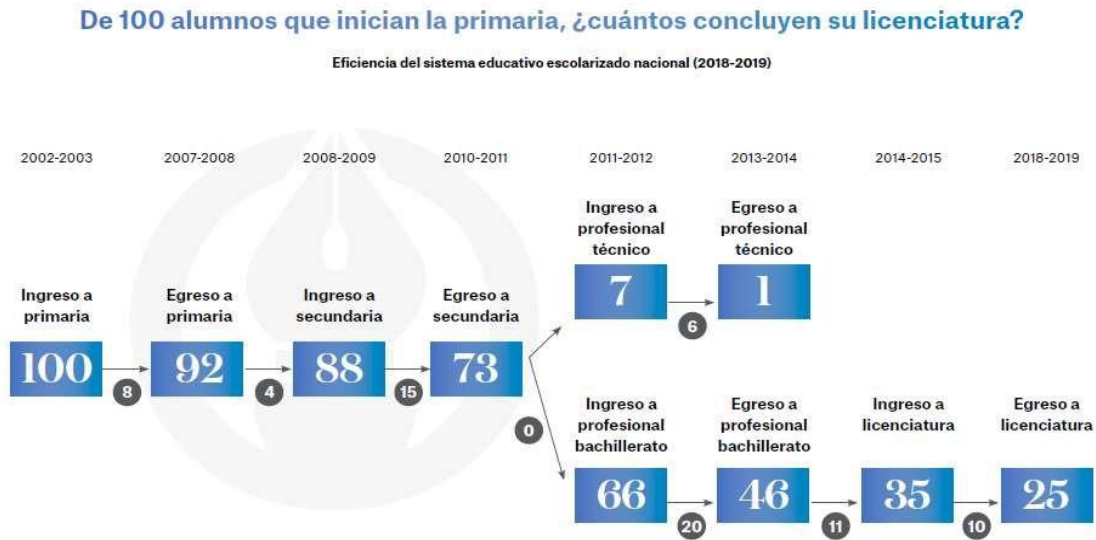 De 100 alumnos que inician la primaria, ¿cuántos concluyen su licenciatura?
Eficiencia del sistema educativo escolarizado nacional (2018-2019)
2002-2003
2007-2008
2008-2009
2010-2011
2011-2012
2013-2014
2014-2015
2018-2019
Ingreso a
profesional
técnico
7
6
Egreso a
profesional
técnico
1
Ingreso a
primaria
100
8
Egreso a
primaria
92
4
Ingreso a
secundaria
88
15
Egreso a
secundaria
73
0
Ingreso a
profesional
bachillerato
66
20
Egreso a
profesional
bachillerato
46
11
Ingreso a
licenciatura
35
10
Egreso a
licenciatura
25